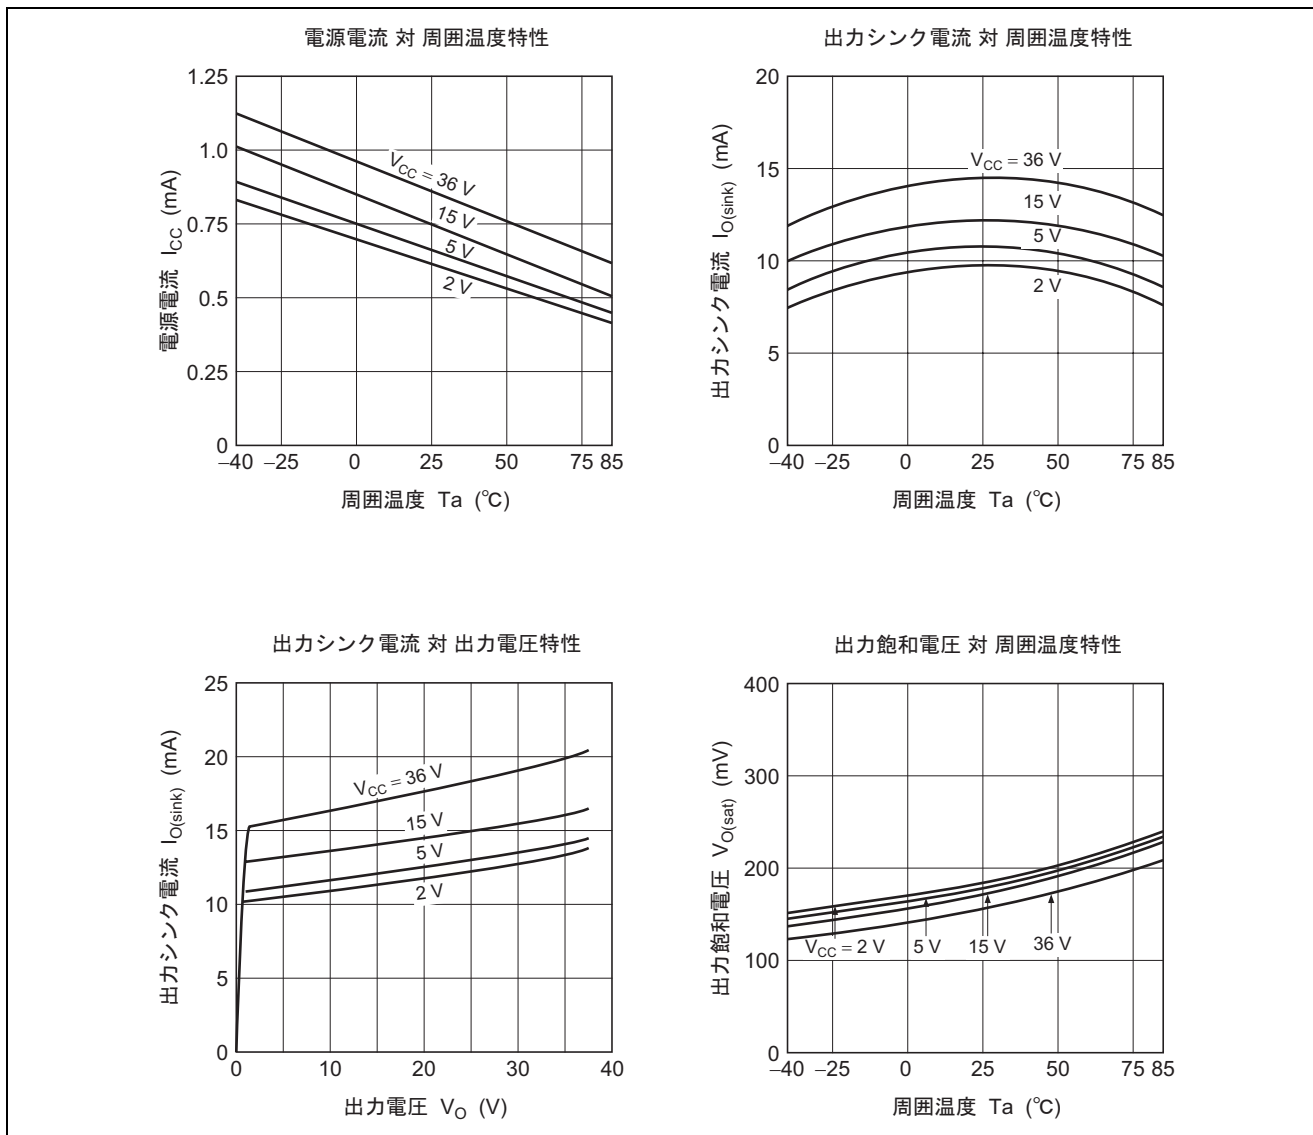 電源電流 対 周囲温度特性
1.25
1.0
0.75
0.5
0.25
0
電源電流 ICC (mA)
VCC = 36 V
15 V
5 V
2 V
–40 –25 0 25 50 75 85
周囲温度 Ta (℃)
出力シンク電流 対 周囲温度特性
20
15
10
5
0
出力シンク電流 IO(sink) (mA)
VCC = 36 V
15 V
5 V
2 V
–40 –25 0 25 50 75 85
周囲温度 Ta (℃)
出力シンク電流 対 出力電圧特性
25
20
15
10
5
0
出力シンク電流 IO(sink) (mA)
VCC = 36 V
15 V
5 V
2 V
0 10 20 30 40
出力電圧 VO (V)
出力飽和電圧 対 周囲温度特性
400
300
200
100
0
出力飽和電圧 VO(sat) (mV)
VCC = 2 V 5 V 15 V 36 V
–40 –25 0 25 50 75 85
周囲温度 Ta (℃)